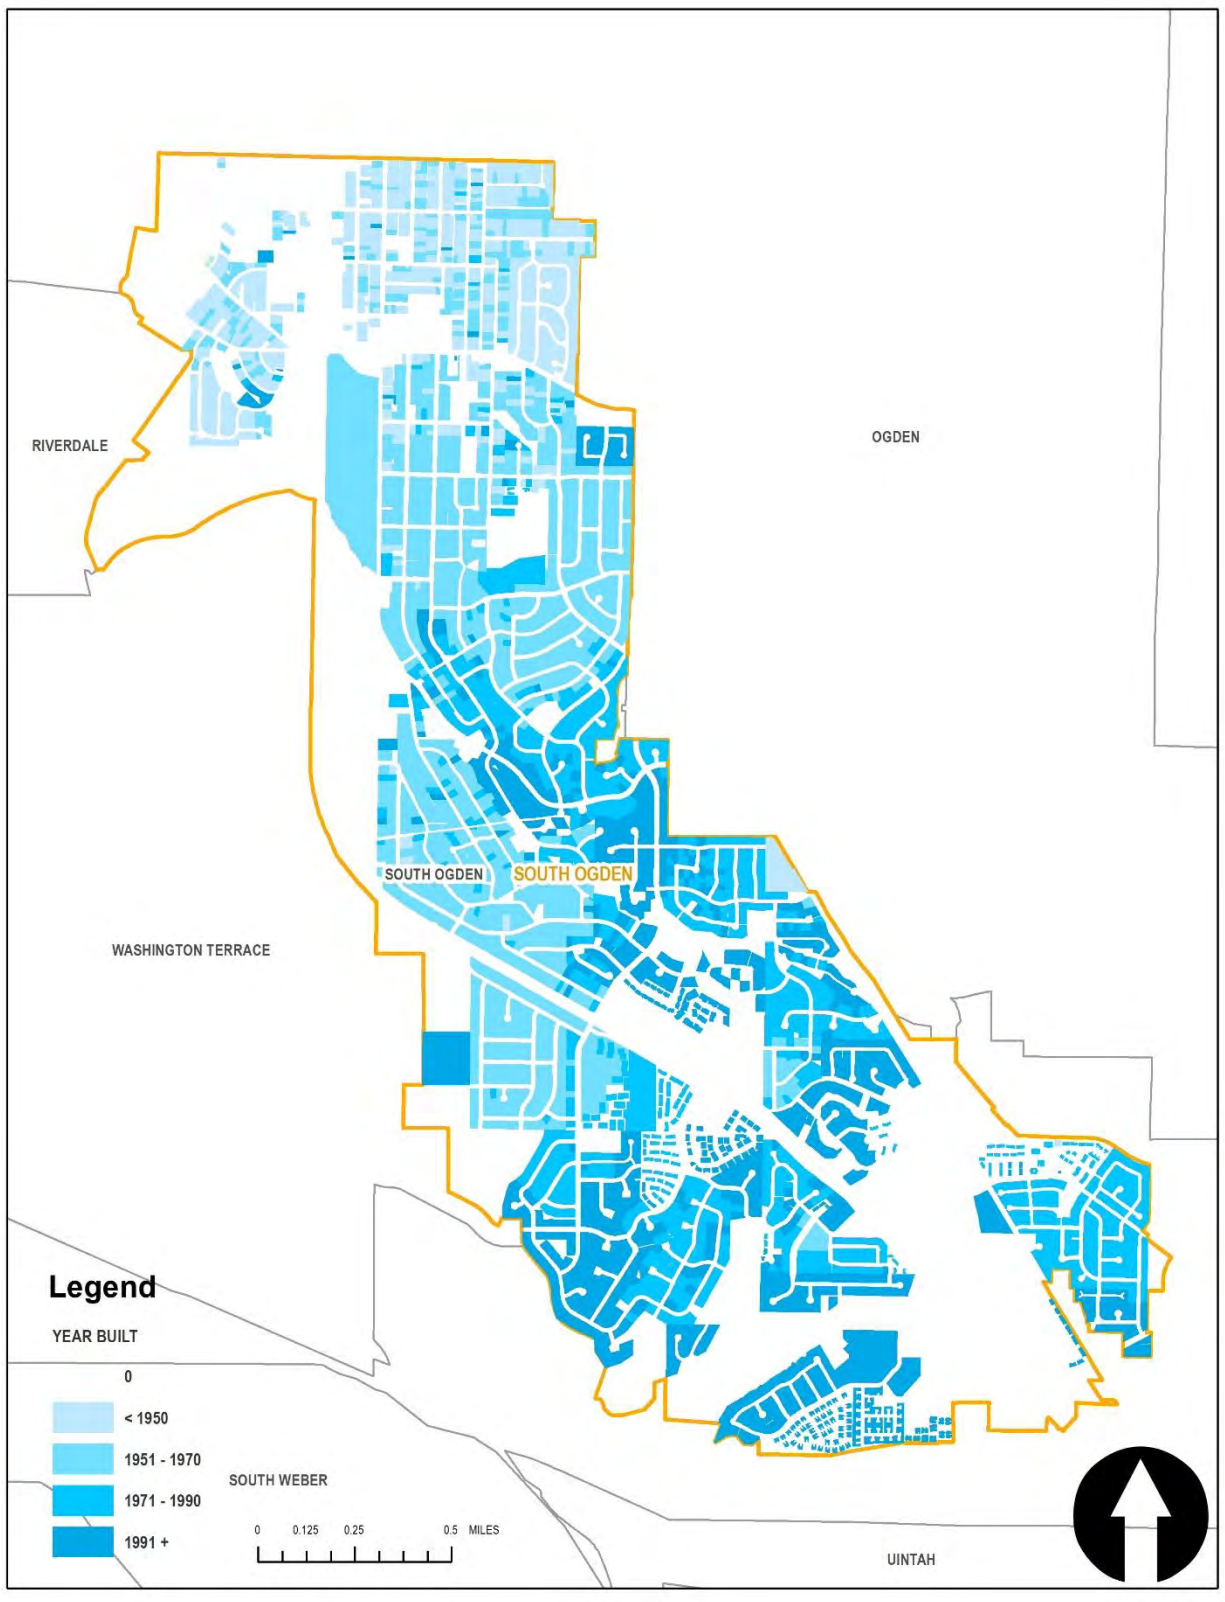 OGDEN
RIVERDALE
SOUTH OGDEN
SOUTH OGDEN
WASHINGTON TERRACE
Legend
YEAR BUILT
0
< 1950
1951 - 1970
1971 - 1990
1991 +
SOUTH WEBER
0 0.125 0.25 0.5 MILES
UINTAH